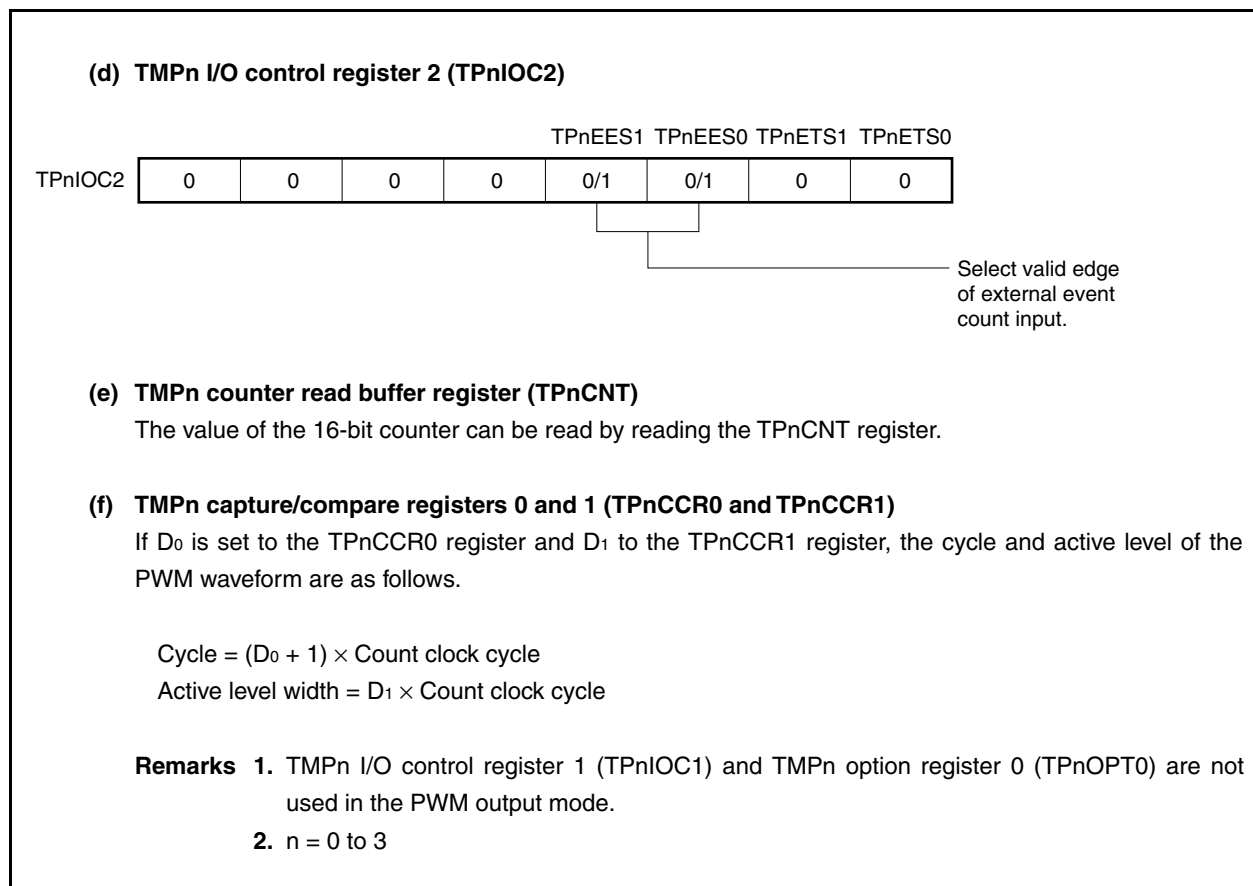 (d) TMPn I/O control register 2 (TPnIOC2)
TPnEES1 TPnEES0 TPnETS1 TPnETS0
TPnIOC2 0 0 0 0 0/1 0/1 0 0
Select valid edge
of external event
count input.
(e) TMPn counter read buffer register (TPnCNT)
The value of the 16-bit counter can be read by reading the TPnCNT register.
(f) TMPn capture/compare registers 0 and 1 (TPnCCR0 and TPnCCR1)
If D0 is set to the TPnCCR0 register and D1 to the TPnCCR1 register, the cycle and active level of the
PWM waveform are as follows.
Cycle = (D0 + 1) × Count clock cycle
Active level width = D1 × Count clock cycle
Remarks 1. TMPn I/O control register 1 (TPnIOC1) and TMPn option register 0 (TPnOPT0) are not
used in the PWM output mode.
2. n = 0 to 3